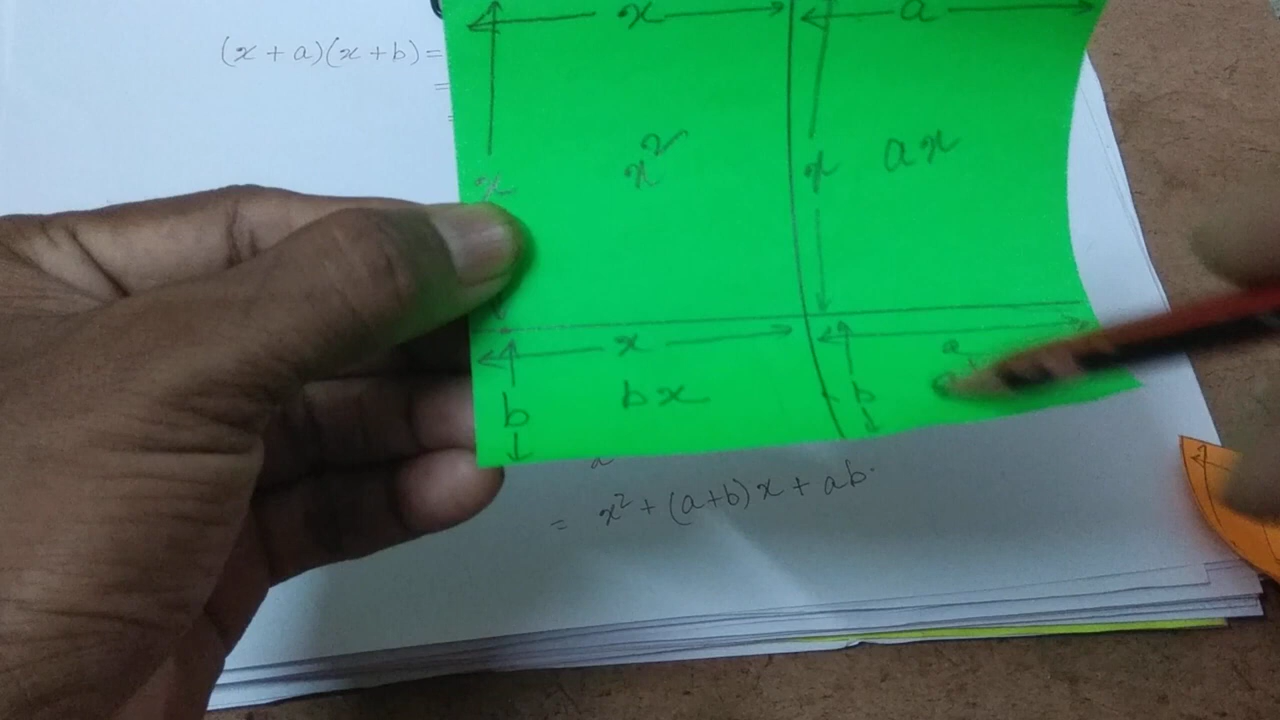 (x + a)(x + b) =
=
x a
x
x² x ax
x a
b bx b
a
= x² + (a+b) x + ab.